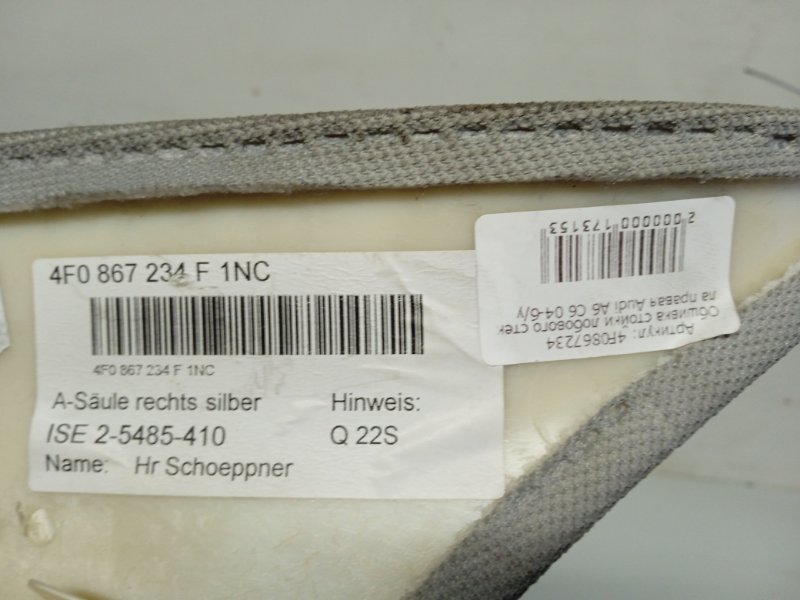 4F0 867 234 F 1NC
4F0 867 234 F 1NC
A-Säule rechts silber
Hinweis:
ISE 2-5485-410
Q 22S
Name: Hr Schoeppner
Артикул: 4F0867234
Обшивка стойки лобового стек
ла правая Audi A6 C6 04-б/у
2 000000 173153